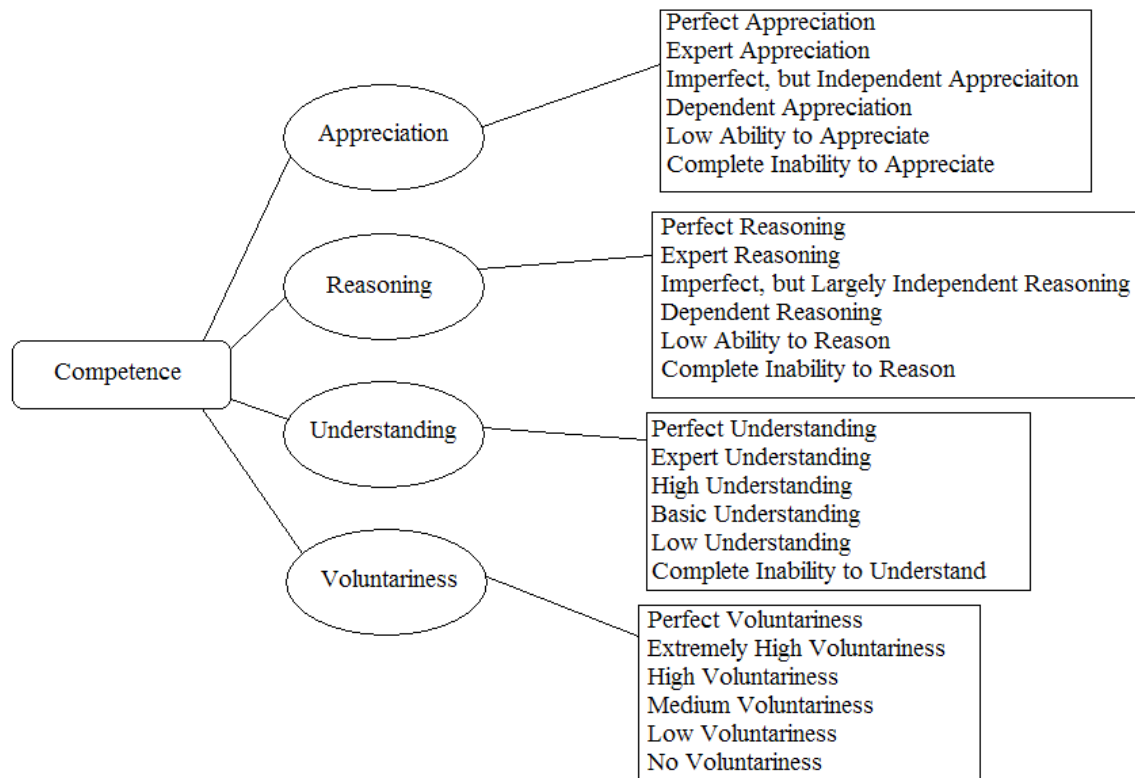 Competence
Appreciation
Perfect Appreciation
Expert Appreciation
Imperfect, but Independent Appreciaiton
Dependent Appreciation
Low Ability to Appreciate
Complete Inability to Appreciate
Reasoning
Perfect Reasoning
Expert Reasoning
Imperfect, but Largely Independent Reasoning
Dependent Reasoning
Low Ability to Reason
Complete Inability to Reason
Understanding
Perfect Understanding
Expert Understanding
High Understanding
Basic Understanding
Low Understanding
Complete Inability to Understand
Voluntariness
Perfect Voluntariness
Extremely High Voluntariness
High Voluntariness
Medium Voluntariness
Low Voluntariness
No Voluntariness